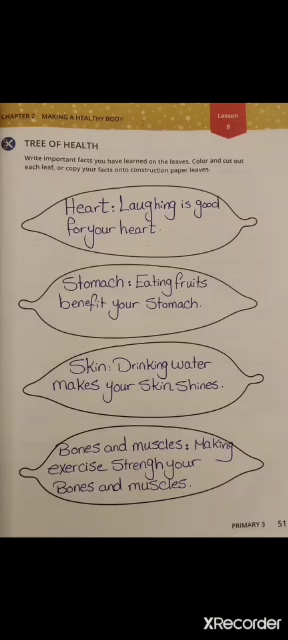 CHAPTER 2 MAKING A HEALTHY BODY
Lesson
8
TREE OF HEALTH
Write important facts you have learned on the leaves. Color and cut out
each leaf, or copy your facts onto construction paper leaves.
Heart: Laughing is good
for your heart.
Stomach: Eating fruits
benefit your Stomach.
Skin: Drinking water
makes your Skin Shines.
Bones and muscles: Making
exercise Strengh your
Bones and muscles.
PRIMARY 3 51
XRecorder